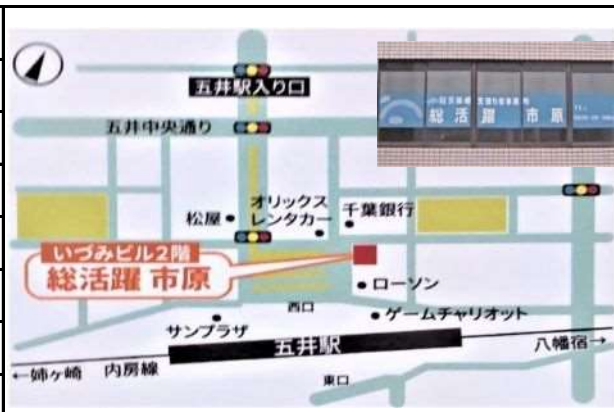 五井駅入り口
五井中央通り
総活躍 市原
オリックス
レンタカー
千葉銀行
松屋
いづみビル2階
総活躍 市原
ローソン
西口
ゲームチャリオット
サンプラザ
五井駅
八幡宿→
←姉ヶ崎 内房線
東口